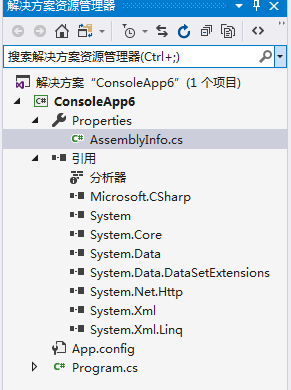 解决方案资源管理器
搜索解决方案资源管理器(Ctrl+;)
解决方案“ConsoleApp6”(1 个项目)
C# ConsoleApp6
Properties
C# AssemblyInfo.cs
引用
分析器
Microsoft.CSharp
System
System.Core
System.Data
System.Data.DataSetExtensions
System.Net.Http
System.Xml
System.Xml.Linq
App.config
C# Program.cs